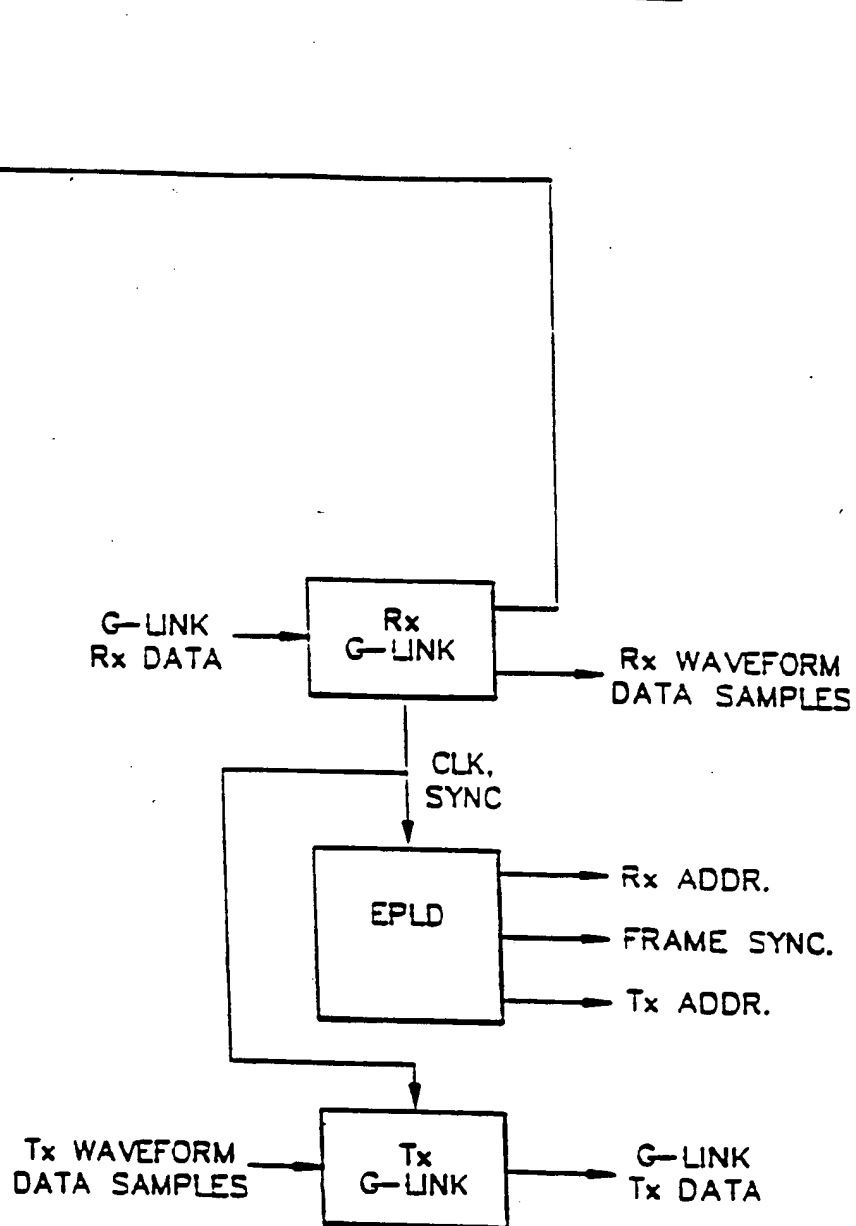 G-LINK
Rx DATA
Rx
G-LINK
Rx WAVEFORM
DATA SAMPLES
CLK,
SYNC
EPLD
Rx ADDR.
FRAME SYNC.
Tx ADDR.
Tx WAVEFORM
DATA SAMPLES
Tx
G-LINK
G-LINK
Tx DATA